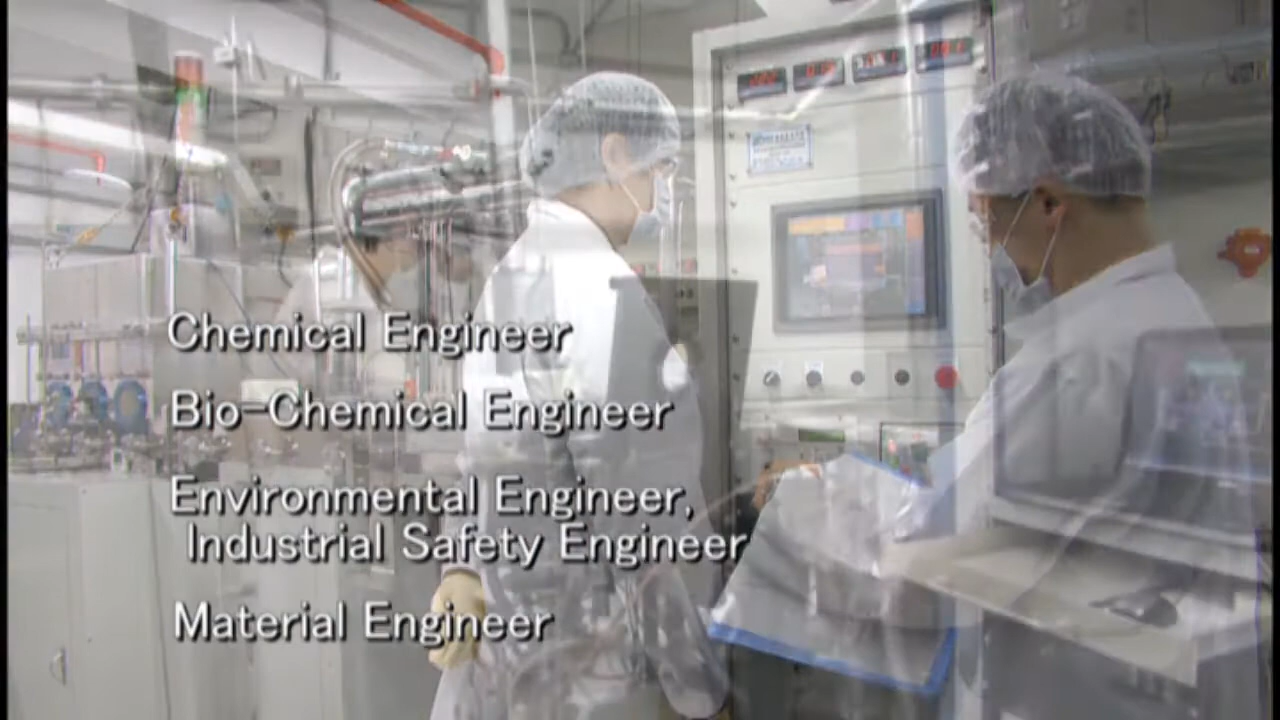 Chemical Engineer
Bio-Chemical Engineer
Environmental Engineer,
Industrial Safety Engineer
Material Engineer